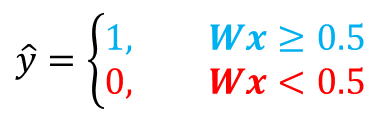 ŷ = { 1, Wx ≥ 0.5
0, Wx < 0.5